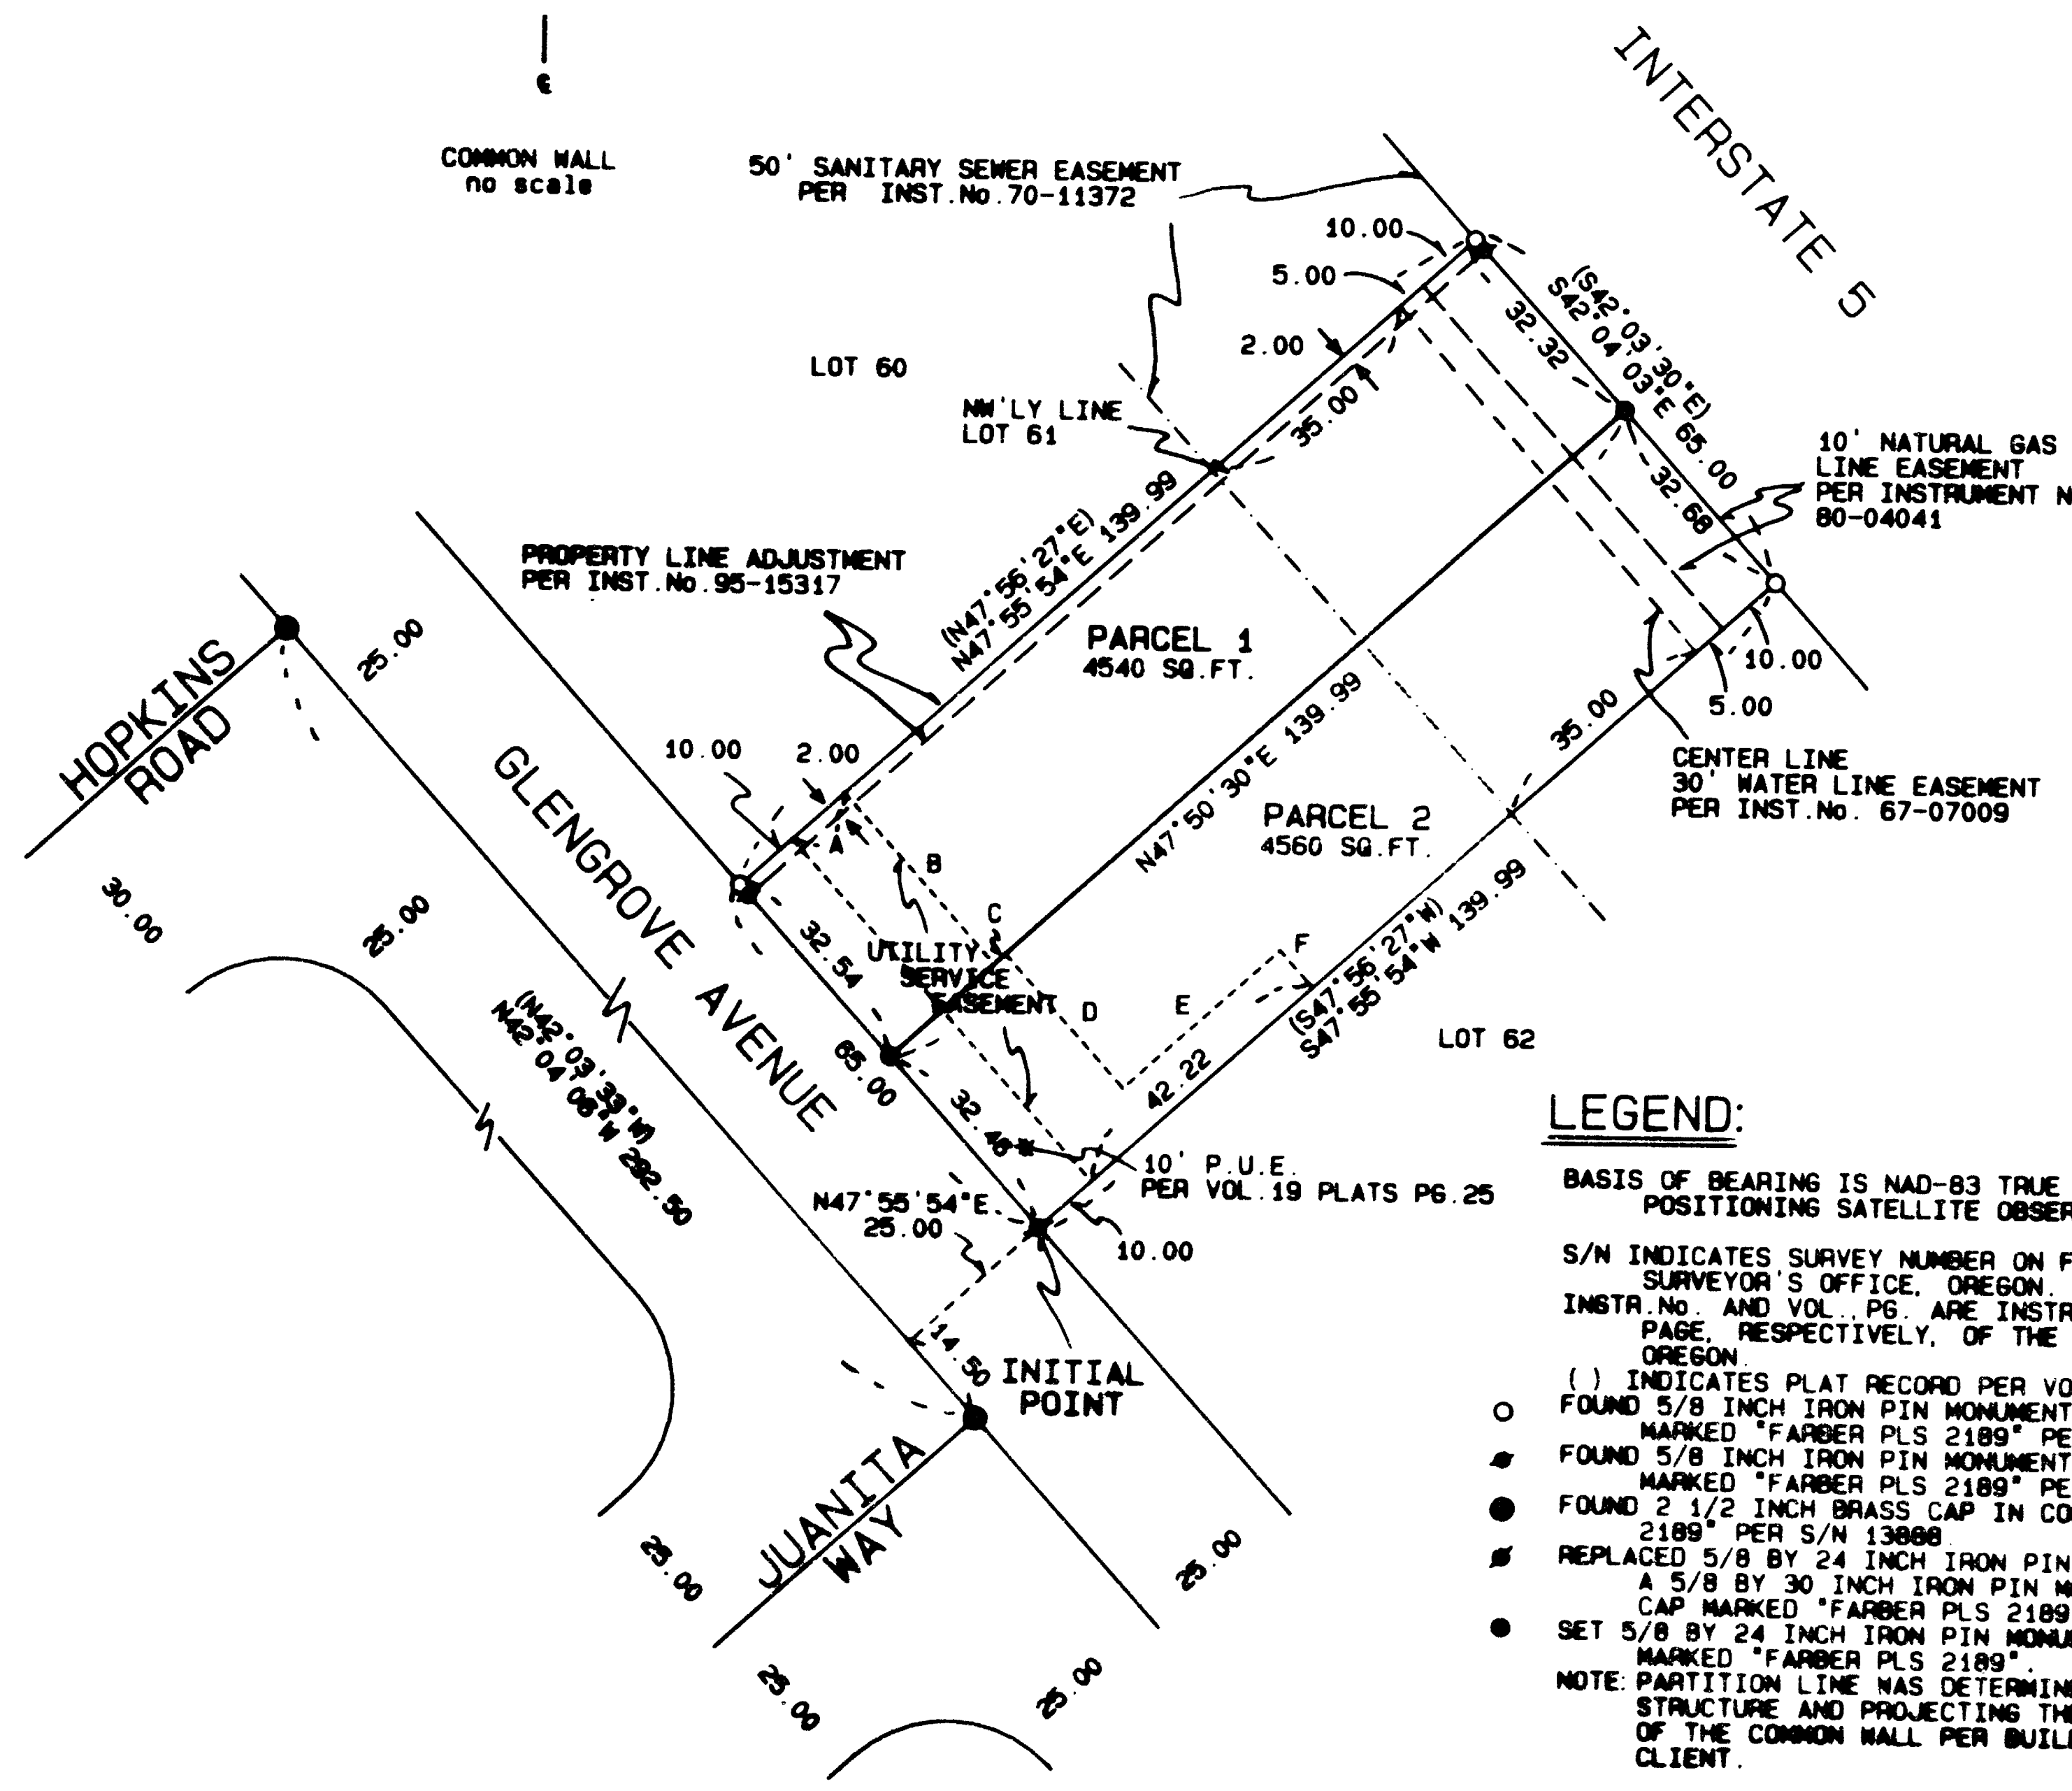 INTERSTATE 5
℄
COMMON WALL
no scale
50' SANITARY SEWER EASEMENT
PER INST.No.70-11372
10.00
5.00
2.00
(S42°03'30"E)
S42°04'03"E 65.00
32.32
32.68
LOT 60
NW'LY LINE
LOT 61
35.00
10' NATURAL GAS
LINE EASEMENT
PER INSTRUMENT N
80-04041
PROPERTY LINE ADJUSTMENT
PER INST.No.95-15317
(N47°56'27"E)
N47°55'54"E 139.99
PARCEL 1
4540 SQ.FT.
HOPKINS
ROAD
25.00
10.00
5.00
35.00
CENTER LINE
30' WATER LINE EASEMENT
PER INST.No. 67-07009
N47°50'30"E 139.99
PARCEL 2
4560 SQ.FT.
GLENGROVE AVENUE
10.00
2.00
A
B
C
D
E
F
30.00
25.00
32.54
UTILITY
SERVICE
EASEMENT
65.00
32.46
42.22
(S47°56'27"W)
S47°55'54"W 139.99
LOT 62
(N42°03'33"W)
N42°04'06"W 292.50
10' P.U.E.
PER VOL.19 PLATS PG.25
N47°55'54"E.
25.00
10.00
14.50
INITIAL
POINT
JUANITA
WAY
25.00
25.00
25.00
25.00
LEGEND:
BASIS OF BEARING IS NAD-83 TRUE
POSITIONING SATELLITE OBSER
S/N INDICATES SURVEY NUMBER ON F
SURVEYOR'S OFFICE, OREGON.
INSTR.No. AND VOL.,PG. ARE INSTR
PAGE, RESPECTIVELY, OF THE
OREGON.
( ) INDICATES PLAT RECORD PER VO
FOUND 5/8 INCH IRON PIN MONUMENT
MARKED "FARBER PLS 2189" PE
FOUND 5/8 INCH IRON PIN MONUMENT
MARKED "FARBER PLS 2189" PE
FOUND 2 1/2 INCH BRASS CAP IN CO
2189" PER S/N
REPLACED 5/8 BY 24 INCH IRON PIN
A 5/8 BY 30 INCH IRON PIN M
CAP MARKED "FARBER PLS 2189
SET 5/8 BY 24 INCH IRON PIN MONU
MARKED "FARBER PLS 2189".
NOTE: PARTITION LINE WAS DETERMIN
STRUCTURE AND PROJECTING TH
OF THE COMMON WALL PER BUIL
CLIENT.